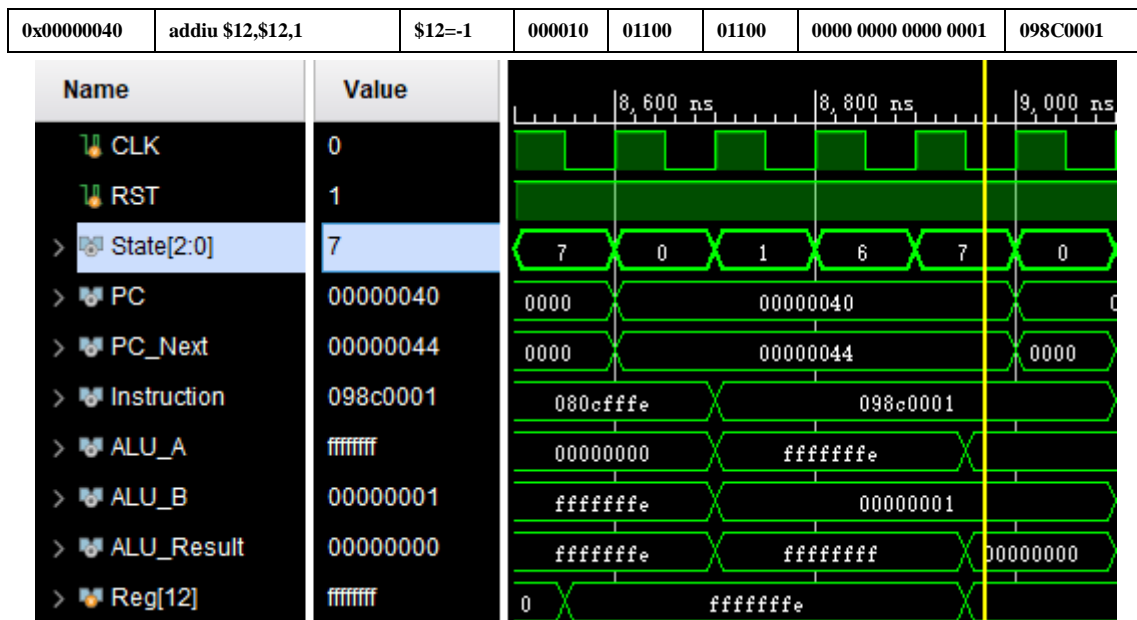 0x00000040 addiu $12,$12,1 $12=-1 000010 01100 01100 0000 0000 0000 0001 098C0001
Name Value 8,600 ns 8,800 ns 9,000 ns
CLK 0
RST 1
State[2:0] 7 7 0 1 6 7 0
PC 00000040 0000 00000040
PC_Next 00000044 0000 00000044 0000
Instruction 098c0001 080cfffe 098c0001
ALU_A ffffffff 00000000 fffffffe
ALU_B 00000001 fffffffe 00000001
ALU_Result 00000000 fffffffe ffffffff 00000000
Reg[12] ffffffff 0 fffffffe